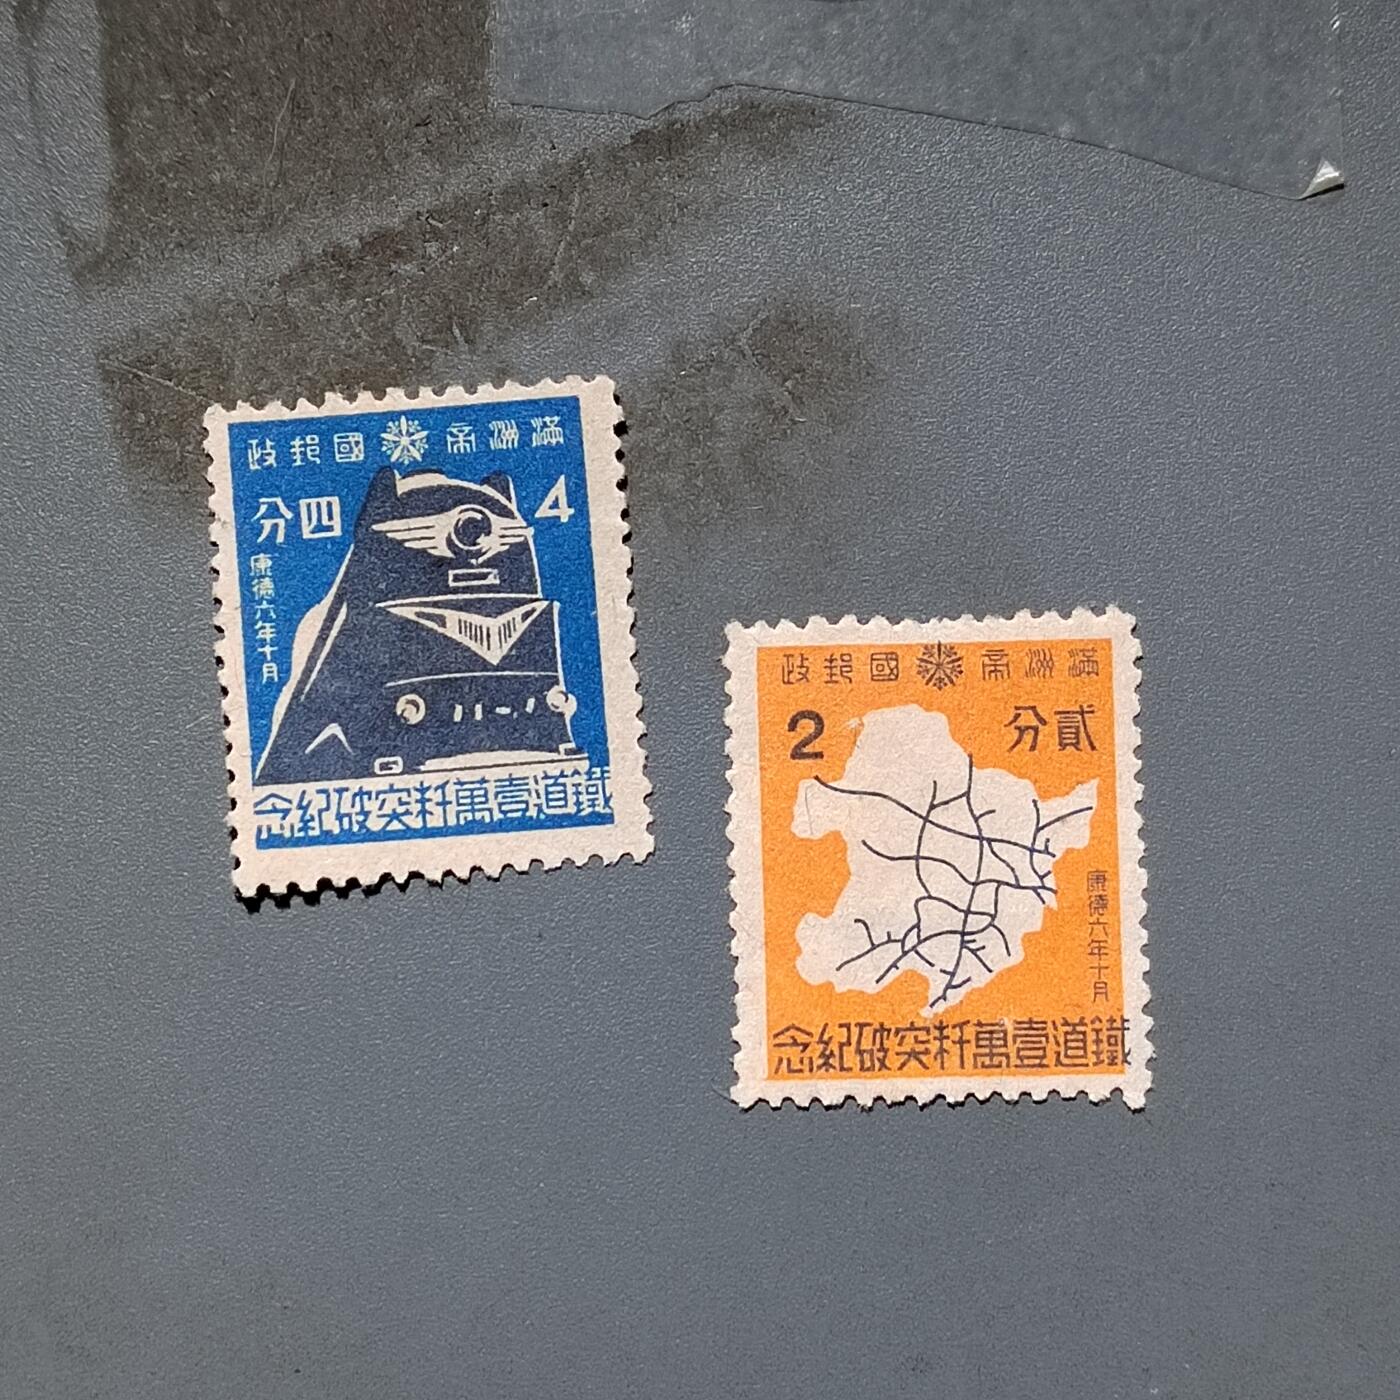 政郵國帝洲滿
分四
4
康德六年十月
念紀破突粁萬壹道鐵
政郵國帝洲滿
2
分貳
康德六年十月
念紀破突粁萬壹道鐵